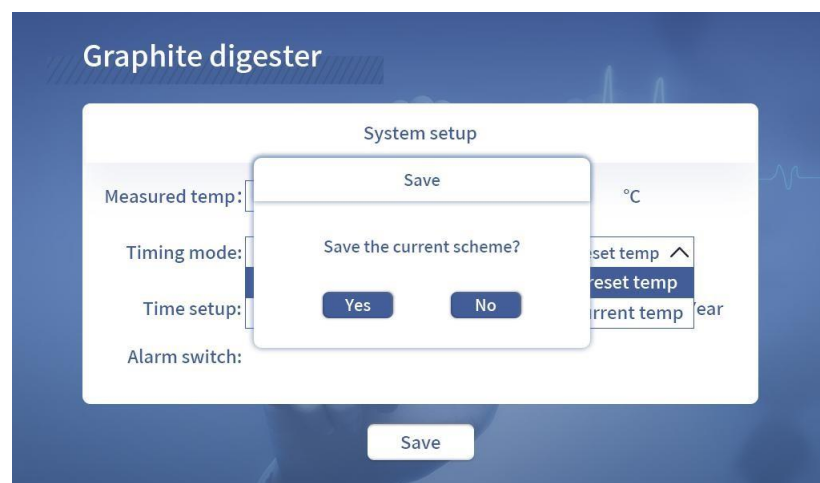 Graphite digester
System setup
Save
Measured temp:
°C
Save the current scheme?
Timing mode:
set temp
reset temp
Yes
No
Time setup:
rrent temp
ear
Alarm switch:
Save